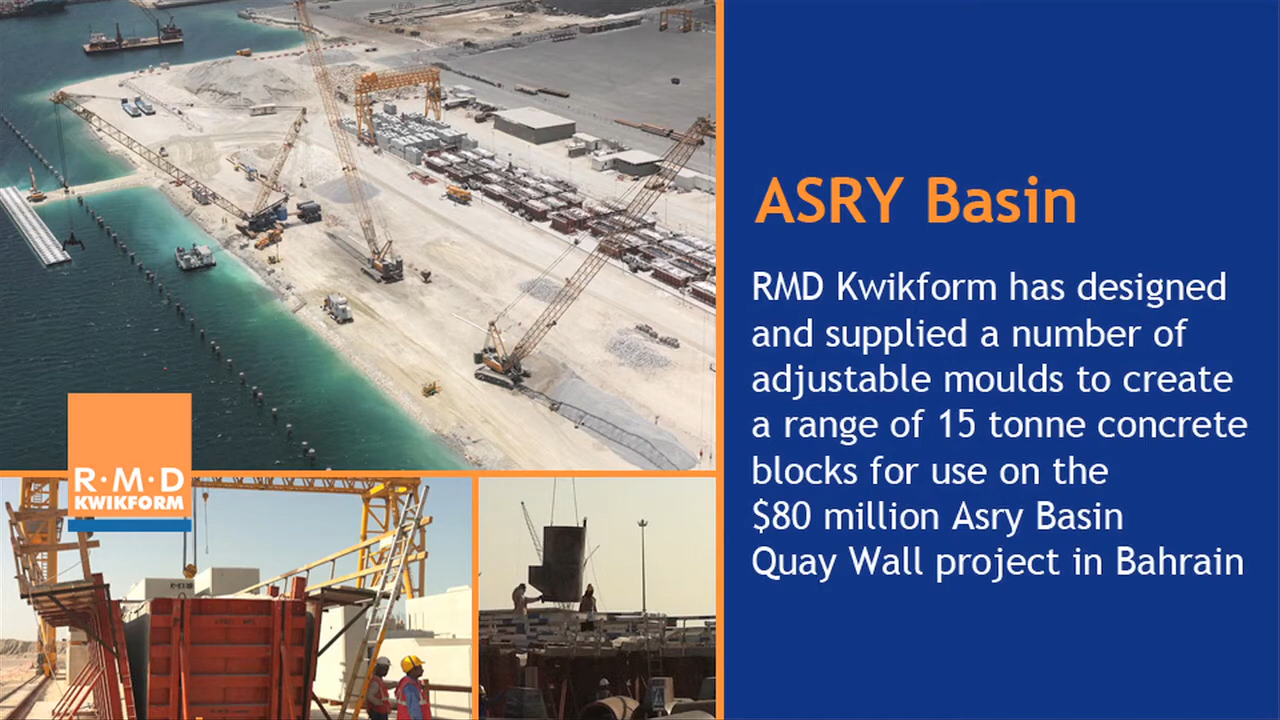 ASRY Basin
RMD Kwikform has designed
and supplied a number of
adjustable moulds to create
a range of 15 tonne concrete
blocks for use on the
$80 million Asry Basin
Quay Wall project in Bahrain
R·M·D
KWIKFORM